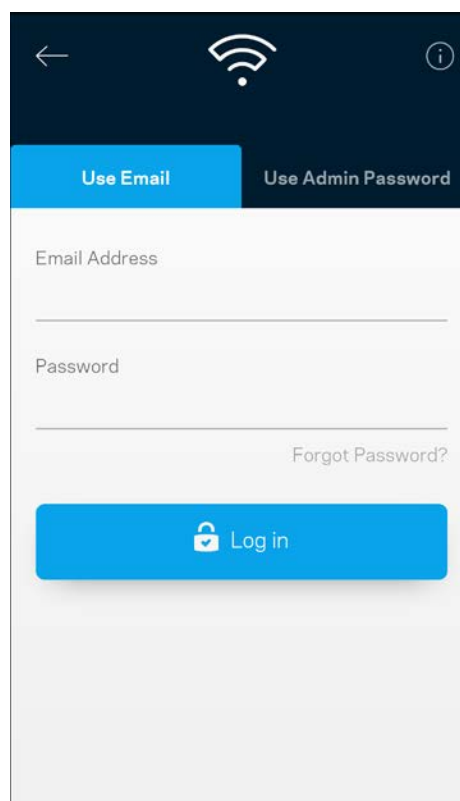 Use Email
Use Admin Password
Email Address
Password
Forgot Password?
Log in